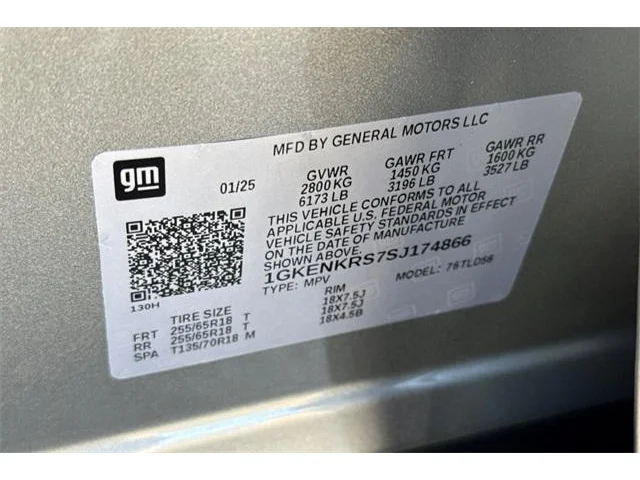 MFD BY GENERAL MOTORS LLC
gm
01/25
GVWR GAWR FRT GAWR RR
2800 KG 1450 KG 1600 KG
6173 LB 3196 LB 3527 LB
THIS VEHICLE CONFORMS TO ALL
APPLICABLE U.S. FEDERAL MOTOR
VEHICLE SAFETY STANDARDS IN EFFECT
ON THE DATE OF MANUFACTURE
SHOWN ABOVE.
1GKENKRS7SJ174866
TYPE: MPV MODEL:
130H
TIRE SIZE RIM
FRT 255/65R18 T 18X7.5J
RR 255/65R18 T 18X7.5J
SPA T135/70R18 M 18X4.5B